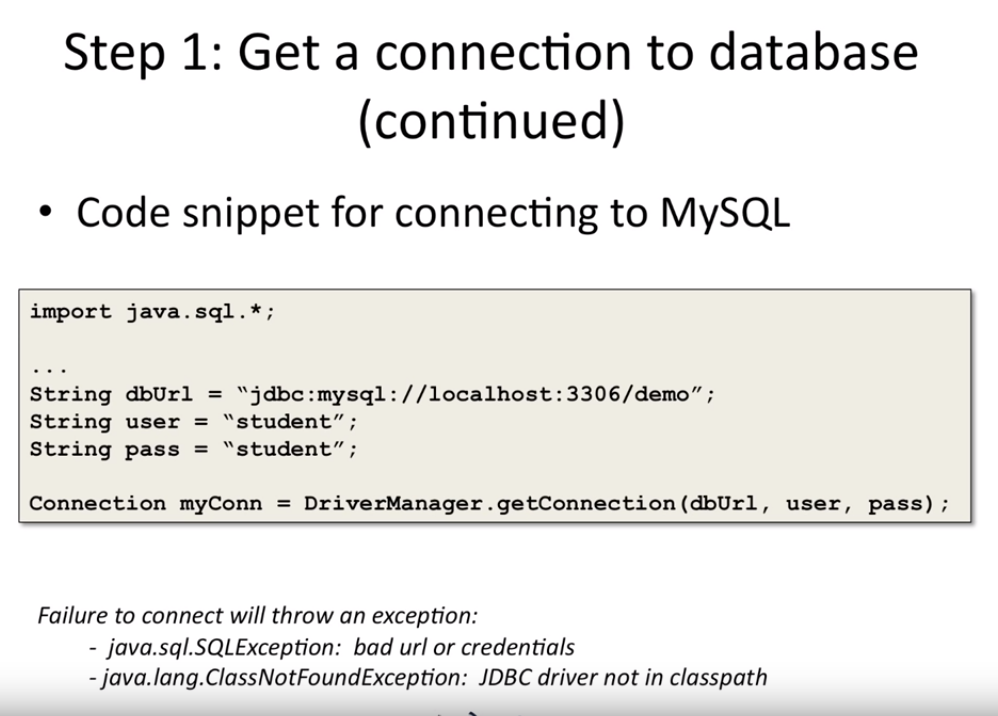 Step 1: Get a connection to database
(continued)
• Code snippet for connecting to MySQL
import java.sql.*;
...
String dbUrl = “jdbc:mysql://localhost:3306/demo”;
String user = “student”;
String pass = “student”;
Connection myConn = DriverManager.getConnection(dbUrl, user, pass);
Failure to connect will throw an exception:
- java.sql.SQLException: bad url or credentials
- java.lang.ClassNotFoundException: JDBC driver not in classpath